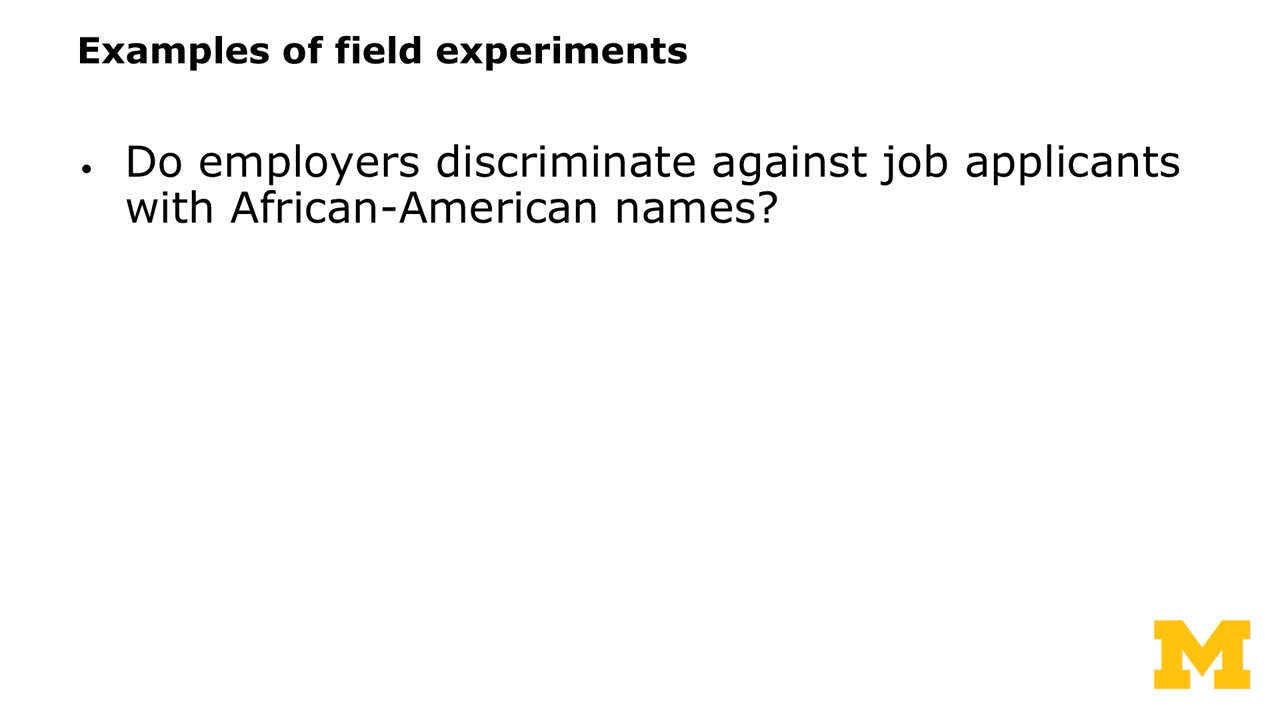 Examples of field experiments
• Do employers discriminate against job applicants
with African-American names?
M